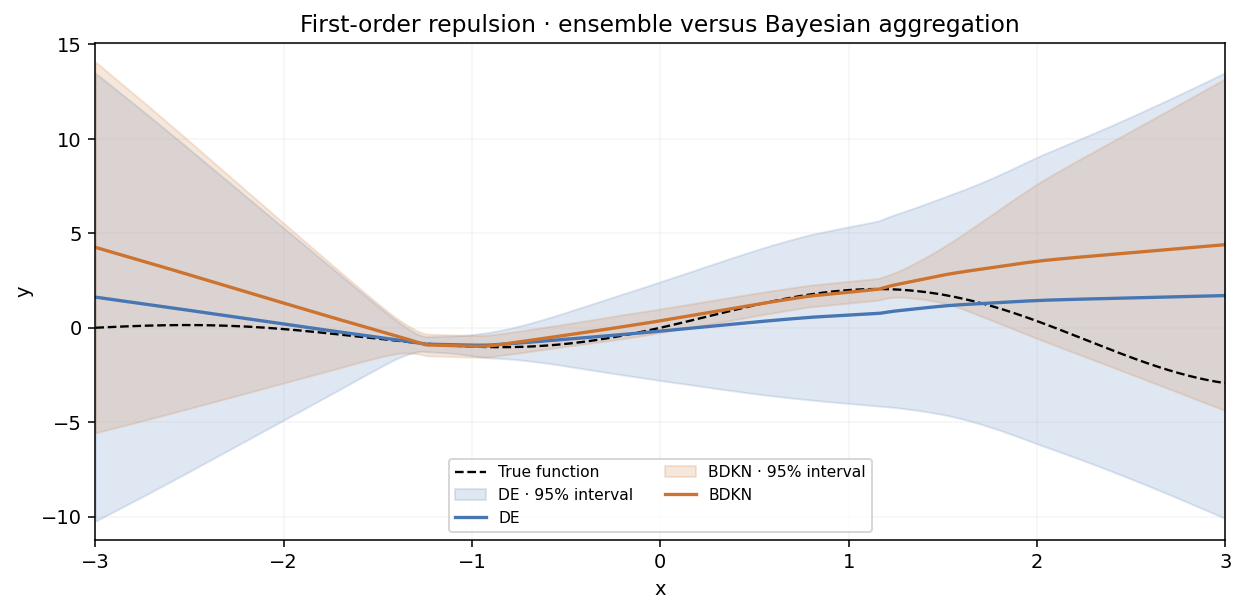 First-order repulsion · ensemble versus Bayesian aggregation
15
10
5
0
−5
−10
y
True function
DE · 95% interval
DE
BDKN · 95% interval
BDKN
−3
−2
−1
0
1
2
3
x